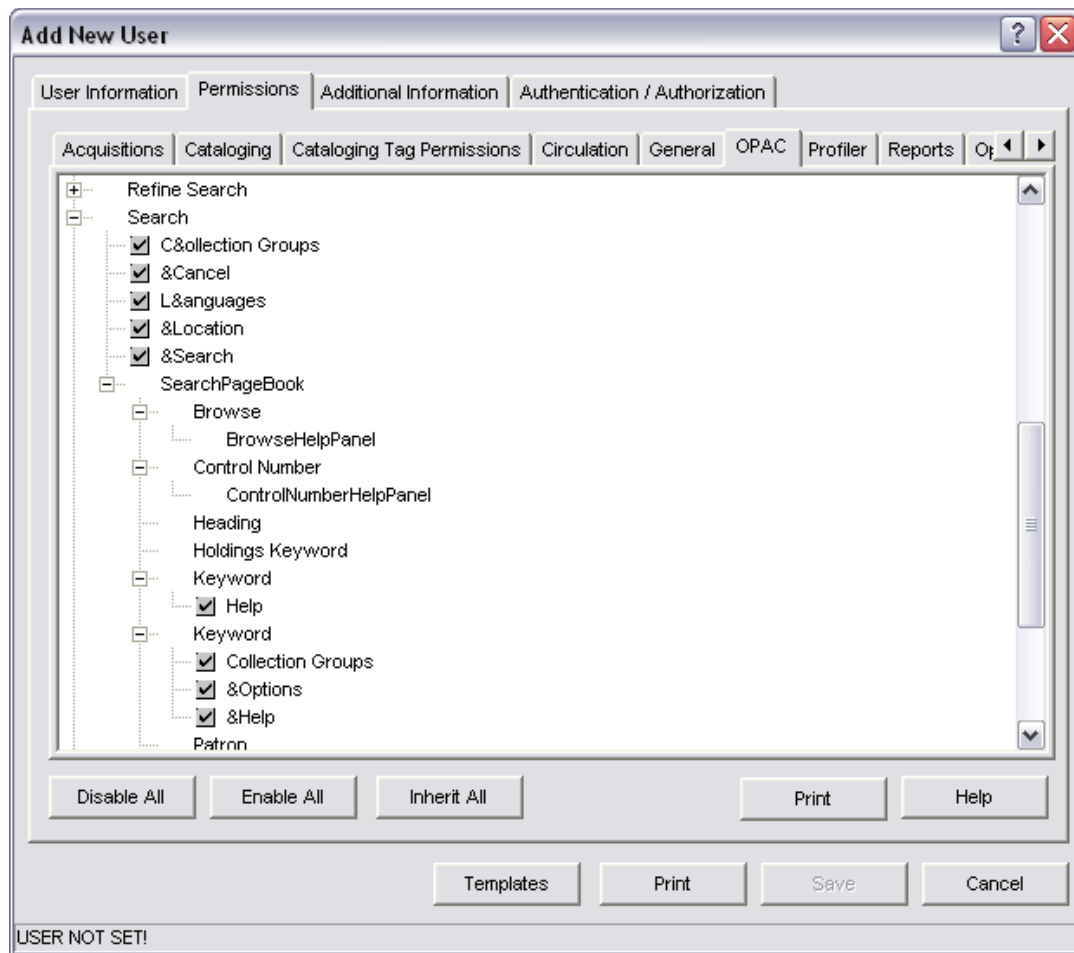 Add New User
User Information Permissions Additional Information Authentication / Authorization
Acquisitions Cataloging Cataloging Tag Permissions Circulation General OPAC Profiler Reports
Refine Search
Search
C&ollection Groups
&Cancel
L&anguages
&Location
&Search
SearchPageBook
Browse
BrowseHelpPanel
Control Number
ControlNumberHelpPanel
Heading
Holdings Keyword
Keyword
Help
Keyword
Collection Groups
&Options
&Help
Patron
Disable All Enable All Inherit All Print Help
Templates Print Save Cancel
USER NOT SET!